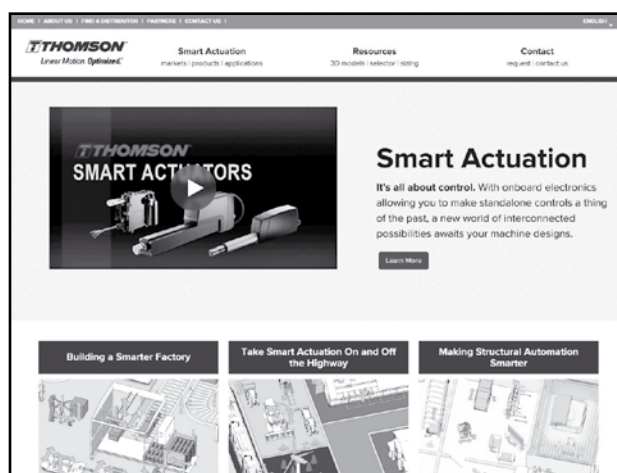 HOME | ABOUT US | FIND A DISTRIBUTOR | PARTNERS | CONTACT US |
ENGLISH
THOMSON
Linear Motion. Optimized.™
Smart Actuation
markets | products | applications
Resources
3D models | selector | sizing
Contact
request | contact us
THOMSON
SMART ACTUATORS
Smart Actuation
It's all about control. With onboard electronics
allowing you to make standalone controls a thing
of the past, a new world of interconnected
possibilities awaits your machine designs.
Learn More
Building a Smarter Factory
Take Smart Actuation On and Off
the Highway
Making Structural Automation
Smarter